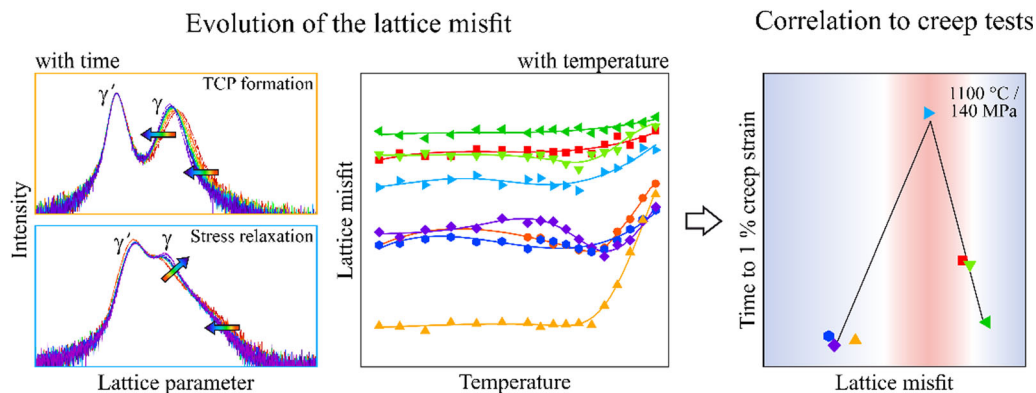 Evolution of the lattice misfit
Correlation to creep tests
with time
TCP formation
γ'
γ
Stress relaxation
γ'
γ
Intensity
Lattice parameter
with temperature
Lattice misfit
Temperature
1100 °C /
140 MPa
Time to 1 % creep strain
Lattice misfit